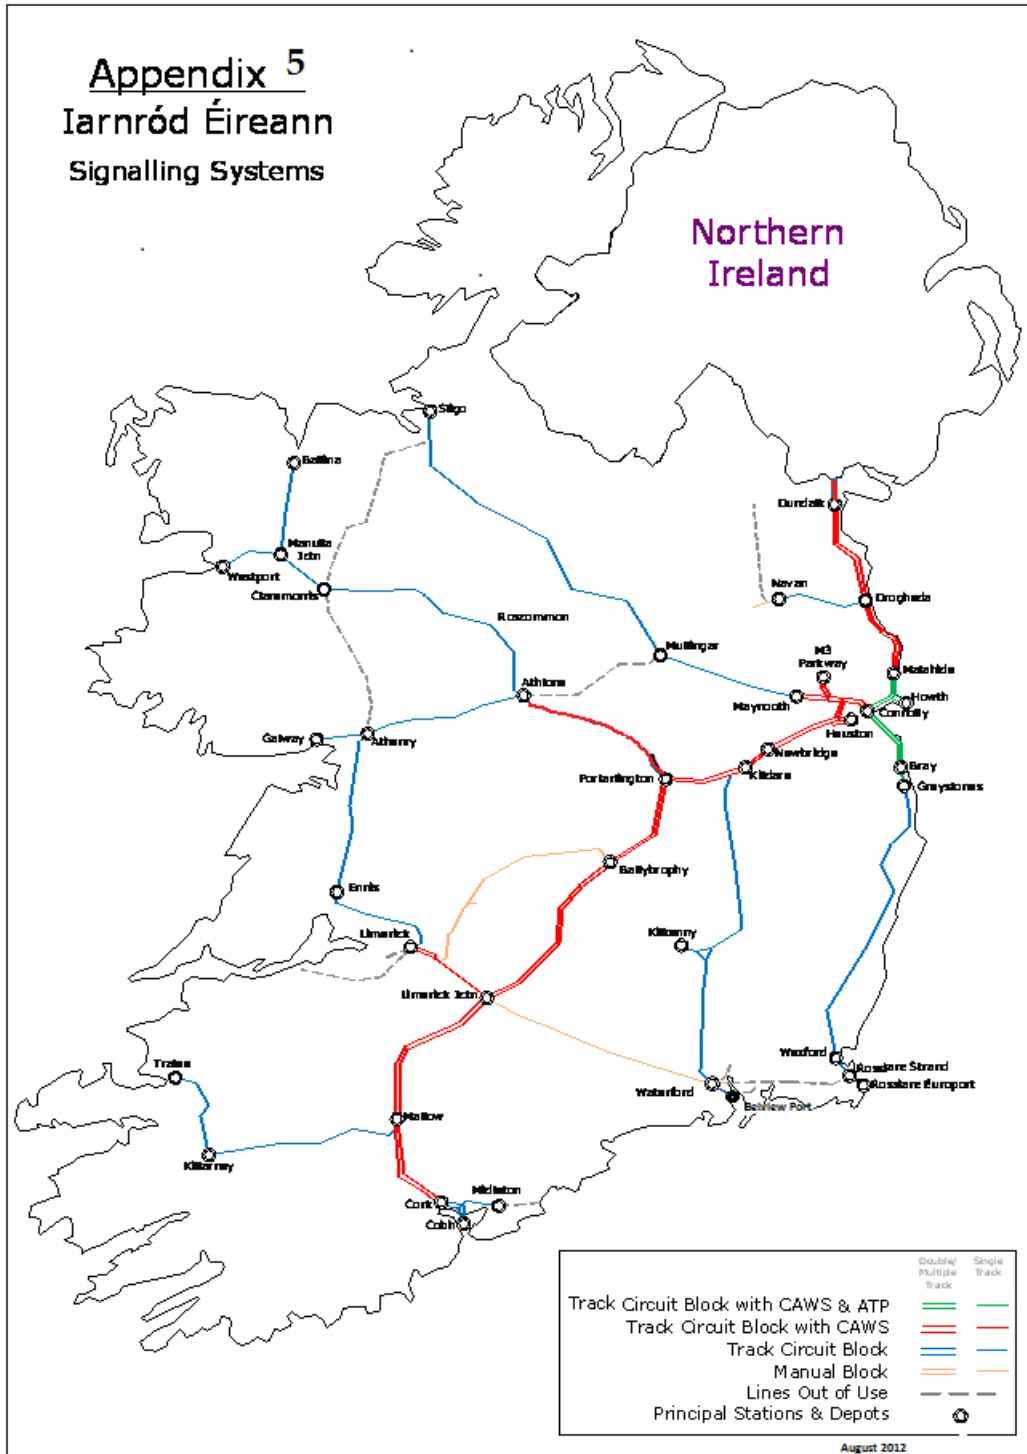 Appendix 5
Iarnród Éireann
Signalling Systems
Northern
Ireland
Sligo
Ballina
Dundalk
Manulla
Jctn
Westport
Claremorris
Navan
Drogheda
Roscommon
Mullingar
M3
Parkway
Malahide
Athlone
Maynooth
Howth
Connolly
Heuston
Galway
Athenry
Newbridge
Portarlington
Kildare
Bray
Greystones
Ballybrophy
Ennis
Limerick
Kilkenny
Limerick Jctn
Wexford
Rosslare Strand
Rosslare Europort
Tralee
Waterford
Belview Port
Mallow
Killarney
Cork
Midleton
Cobh
Double/
Multiple
Track
Single
Track
Track Circuit Block with CAWS & ATP
Track Circuit Block with CAWS
Track Circuit Block
Manual Block
Lines Out of Use
Principal Stations & Depots
August 2012